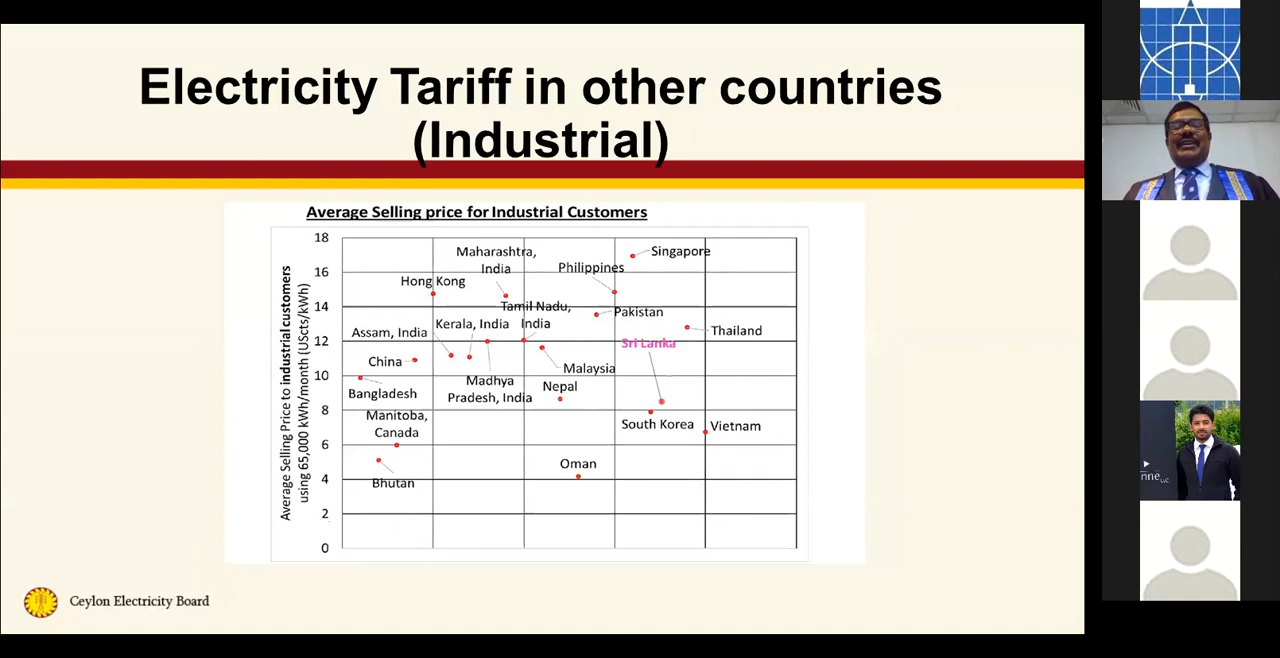 Electricity Tariff in other countries
(Industrial)
Average Selling price for Industrial Customers
Average Selling Price to industrial customers
using 65,000 kWh/month (UScts/kWh)
18
16
14
12
10
8
6
4
2
0
Maharashtra,
India
Singapore
Philippines
Hong Kong
Tamil Nadu,
India
Pakistan
Assam, India
Kerala, India
Thailand
Sri Lanka
China
Malaysia
Bangladesh
Madhya
Pradesh, India
Nepal
Manitoba,
Canada
South Korea
Vietnam
Bhutan
Oman
Ceylon Electricity Board